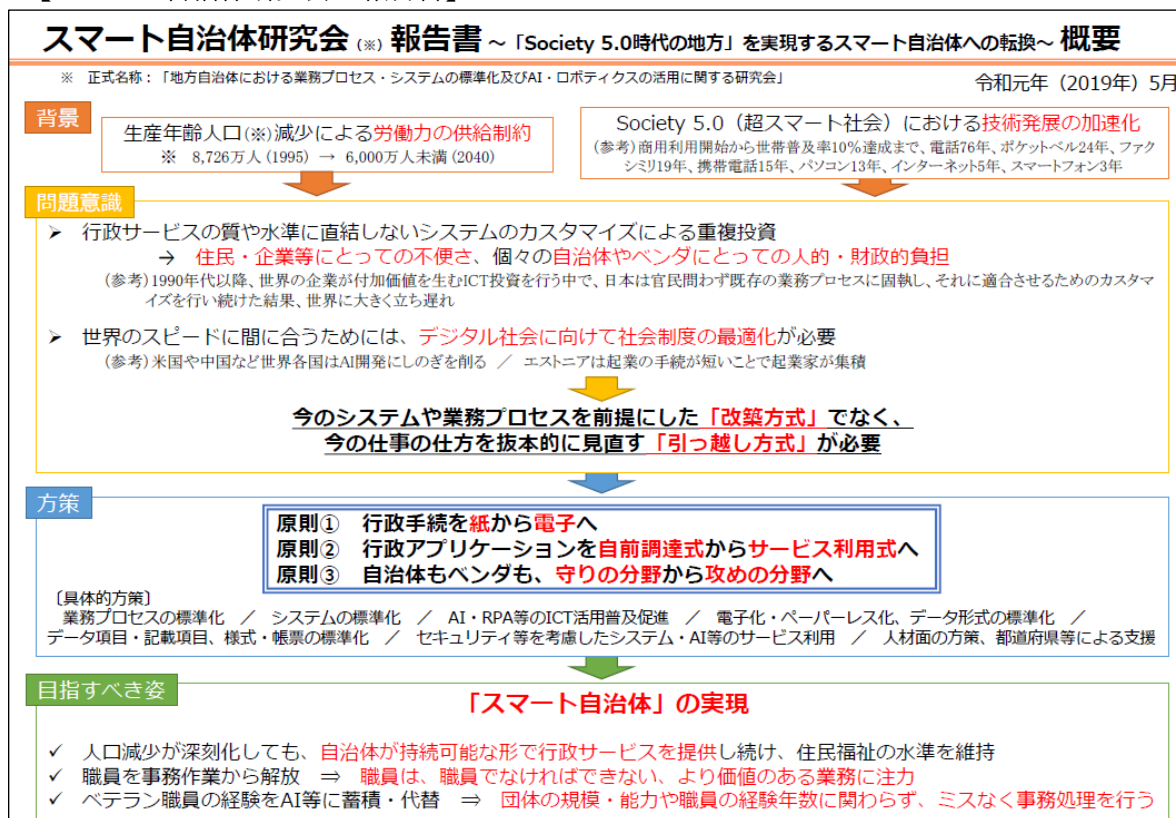 スマート自治体研究会(※)報告書~「Society 5.0時代の地方」を実現するスマート自治体への転換~ 概要
※ 正式名称:「地方自治体における業務プロセス・システムの標準化及びAI・ロボティクスの活用に関する研究会」
令和元年(2019年)5月
背景
生産年齢人口(※)減少による労働力の供給制約
※ 8,726万人(1995) → 6,000万人未満(2040)
Society 5.0(超スマート社会)における技術発展の加速化
(参考)商用利用開始から世帯普及率10%達成まで、電話76年、ポケットベル24年、ファク
シミリ19年、携帯電話15年、パソコン13年、インターネット5年、スマートフォン3年
問題意識
➢ 行政サービスの質や水準に直結しないシステムのカスタマイズによる重複投資
→ 住民・企業等にとっての不便さ、個々の自治体やベンダにとっての人的・財政的負担
(参考)1990年代以降、世界の企業が付加価値を生むICT投資を行う中で、日本は官民問わず既存の業務プロセスに固執し、それに適合させるためのカスタマ
イズを行い続けた結果、世界に大きく立ち遅れ
➢ 世界のスピードに間に合うためには、デジタル社会に向けて社会制度の最適化が必要
(参考)米国や中国など世界各国はAI開発にしのぎを削る / エストニアは起業の手続が短いことで起業家が集積
今のシステムや業務プロセスを前提にした「改築方式」でなく、
今の仕事の仕方を抜本的に見直す「引っ越し方式」が必要
方策
原則① 行政手続を紙から電子へ
原則② 行政アプリケーションを自前調達式からサービス利用式へ
原則③ 自治体もベンダも、守りの分野から攻めの分野へ
〔具体的方策〕
業務プロセスの標準化 / システムの標準化 / AI・RPA等のICT活用普及促進 / 電子化・ペーパーレス化、データ形式の標準化 /
データ項目・記載項目、様式・帳票の標準化 / セキュリティ等を考慮したシステム・AI等のサービス利用 / 人材面の方策、都道府県等による支援
目指すべき姿
「スマート自治体」の実現
✓ 人口減少が深刻化しても、自治体が持続可能な形で行政サービスを提供し続け、住民福祉の水準を維持
✓ 職員を事務作業から解放 ⇒ 職員は、職員でなければできない、より価値のある業務に注力
✓ ベテラン職員の経験をAI等に蓄積・代替 ⇒ 団体の規模・能力や職員の経験年数に関わらず、ミスなく事務処理を行う